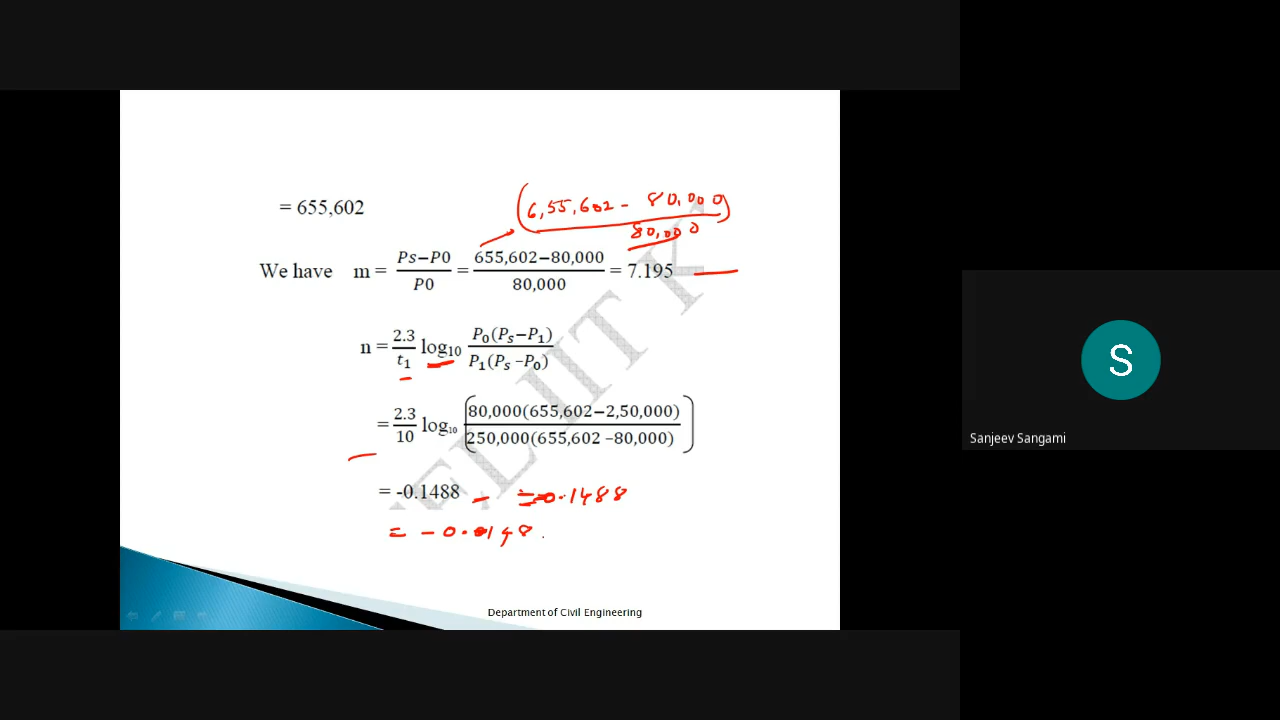 = 655,602
(6,55,602 - 80,000)
80,000
We have m = Ps−P0 / P0 = 655,602−80,000 / 80,000 = 7.195
n = 2.3 / t₁ log₁₀ P₀(Pₛ−P₁) / P₁(Pₛ −P₀)
= 2.3 / 10 log₁₀ [80,000(655,602−2,50,000) / 250,000(655,602 −80,000)]
= -0.1488 - = -0.1488
= -0.0148
Department of Civil Engineering
S
Sanjeev Sangami